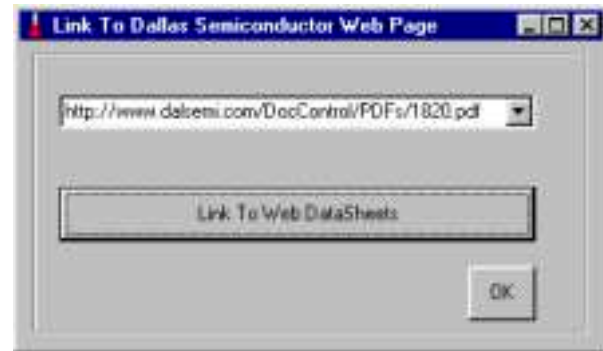 Link To Dallas Semiconductor Web Page
http://www.dalsemi.com/DocControl/PDFs/1820.pdf
Link To Web DataSheets
OK